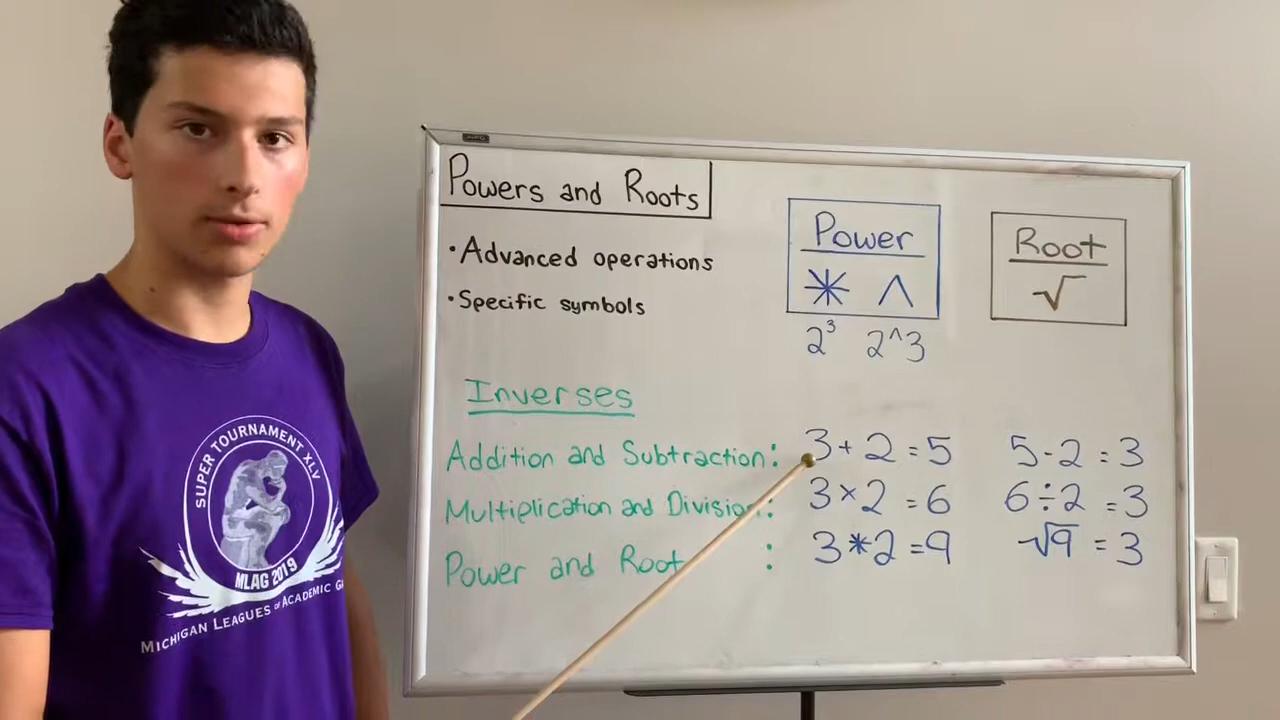 Powers and Roots
• Advanced operations
• Specific symbols
Power
* ^
2³ 2^3
Root
√
Inverses
Addition and Subtraction: 3 + 2 = 5 5 - 2 = 3
Multiplication and Division: 3 × 2 = 6 6 ÷ 2 = 3
Power and Root : 3 * 2 = 9 √9 = 3
SUPER TOURNAMENT XLV
MLAG 2019
MICHIGAN LEAGUES OF ACADEMIC